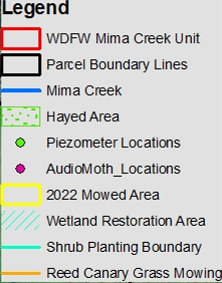 Legend
WDFW Mima Creek Unit
Parcel Boundary Lines
Mima Creek
Hayed Area
Piezometer Locations
AudioMoth_Locations
2022 Mowed Area
Wetland Restoration Area
Shrub Planting Boundary
Reed Canary Grass Mowing